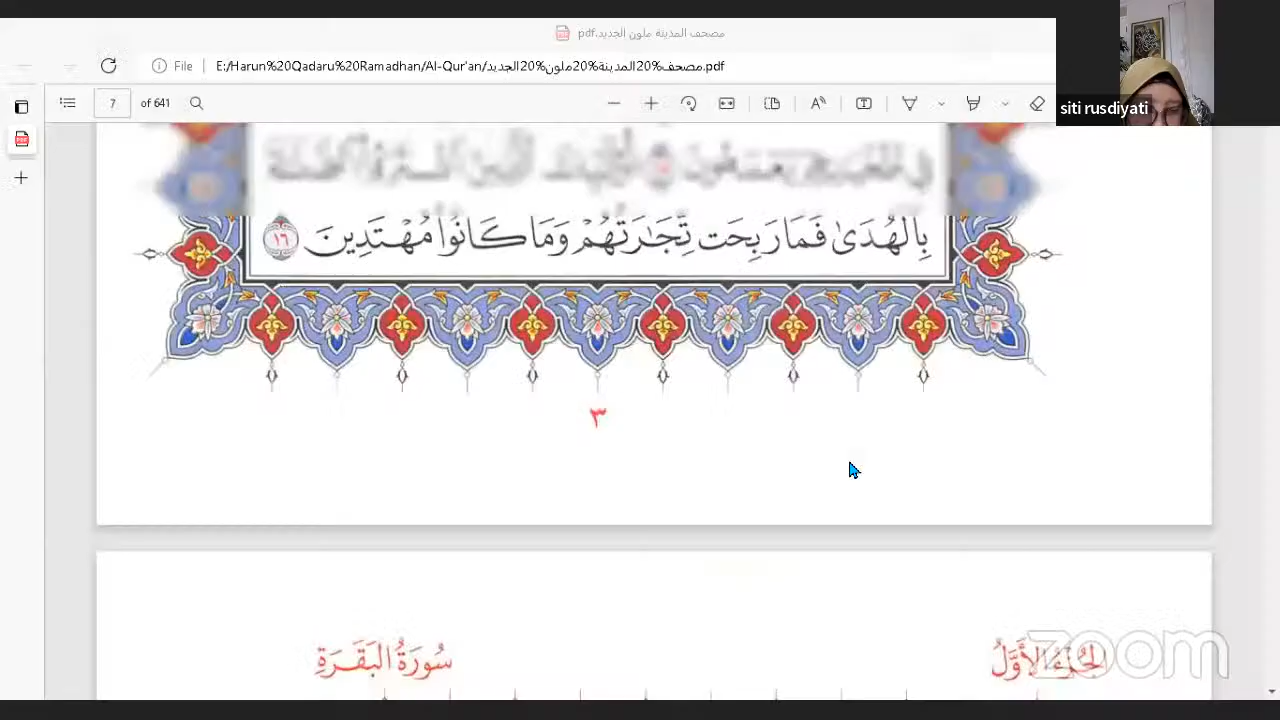 مصحف المدينة ملون الجديد.pdf
File
E:/Harun%20Qadaru%20Ramadhan/Al-Qur'an/مصحف%20المدينة%20ملون%20الجديد.pdf
siti rusdiyati
7 of 641
بِالْهُدَىٰ فَمَا رَبِحَت تِّجَٰرَتُهُمْ وَمَا كَانُوا۟ مُهْتَدِينَ ١٦
٣
الجُزْءُ الأَوَّلُ
سُورَةُ البَقَرَةِ
zoom